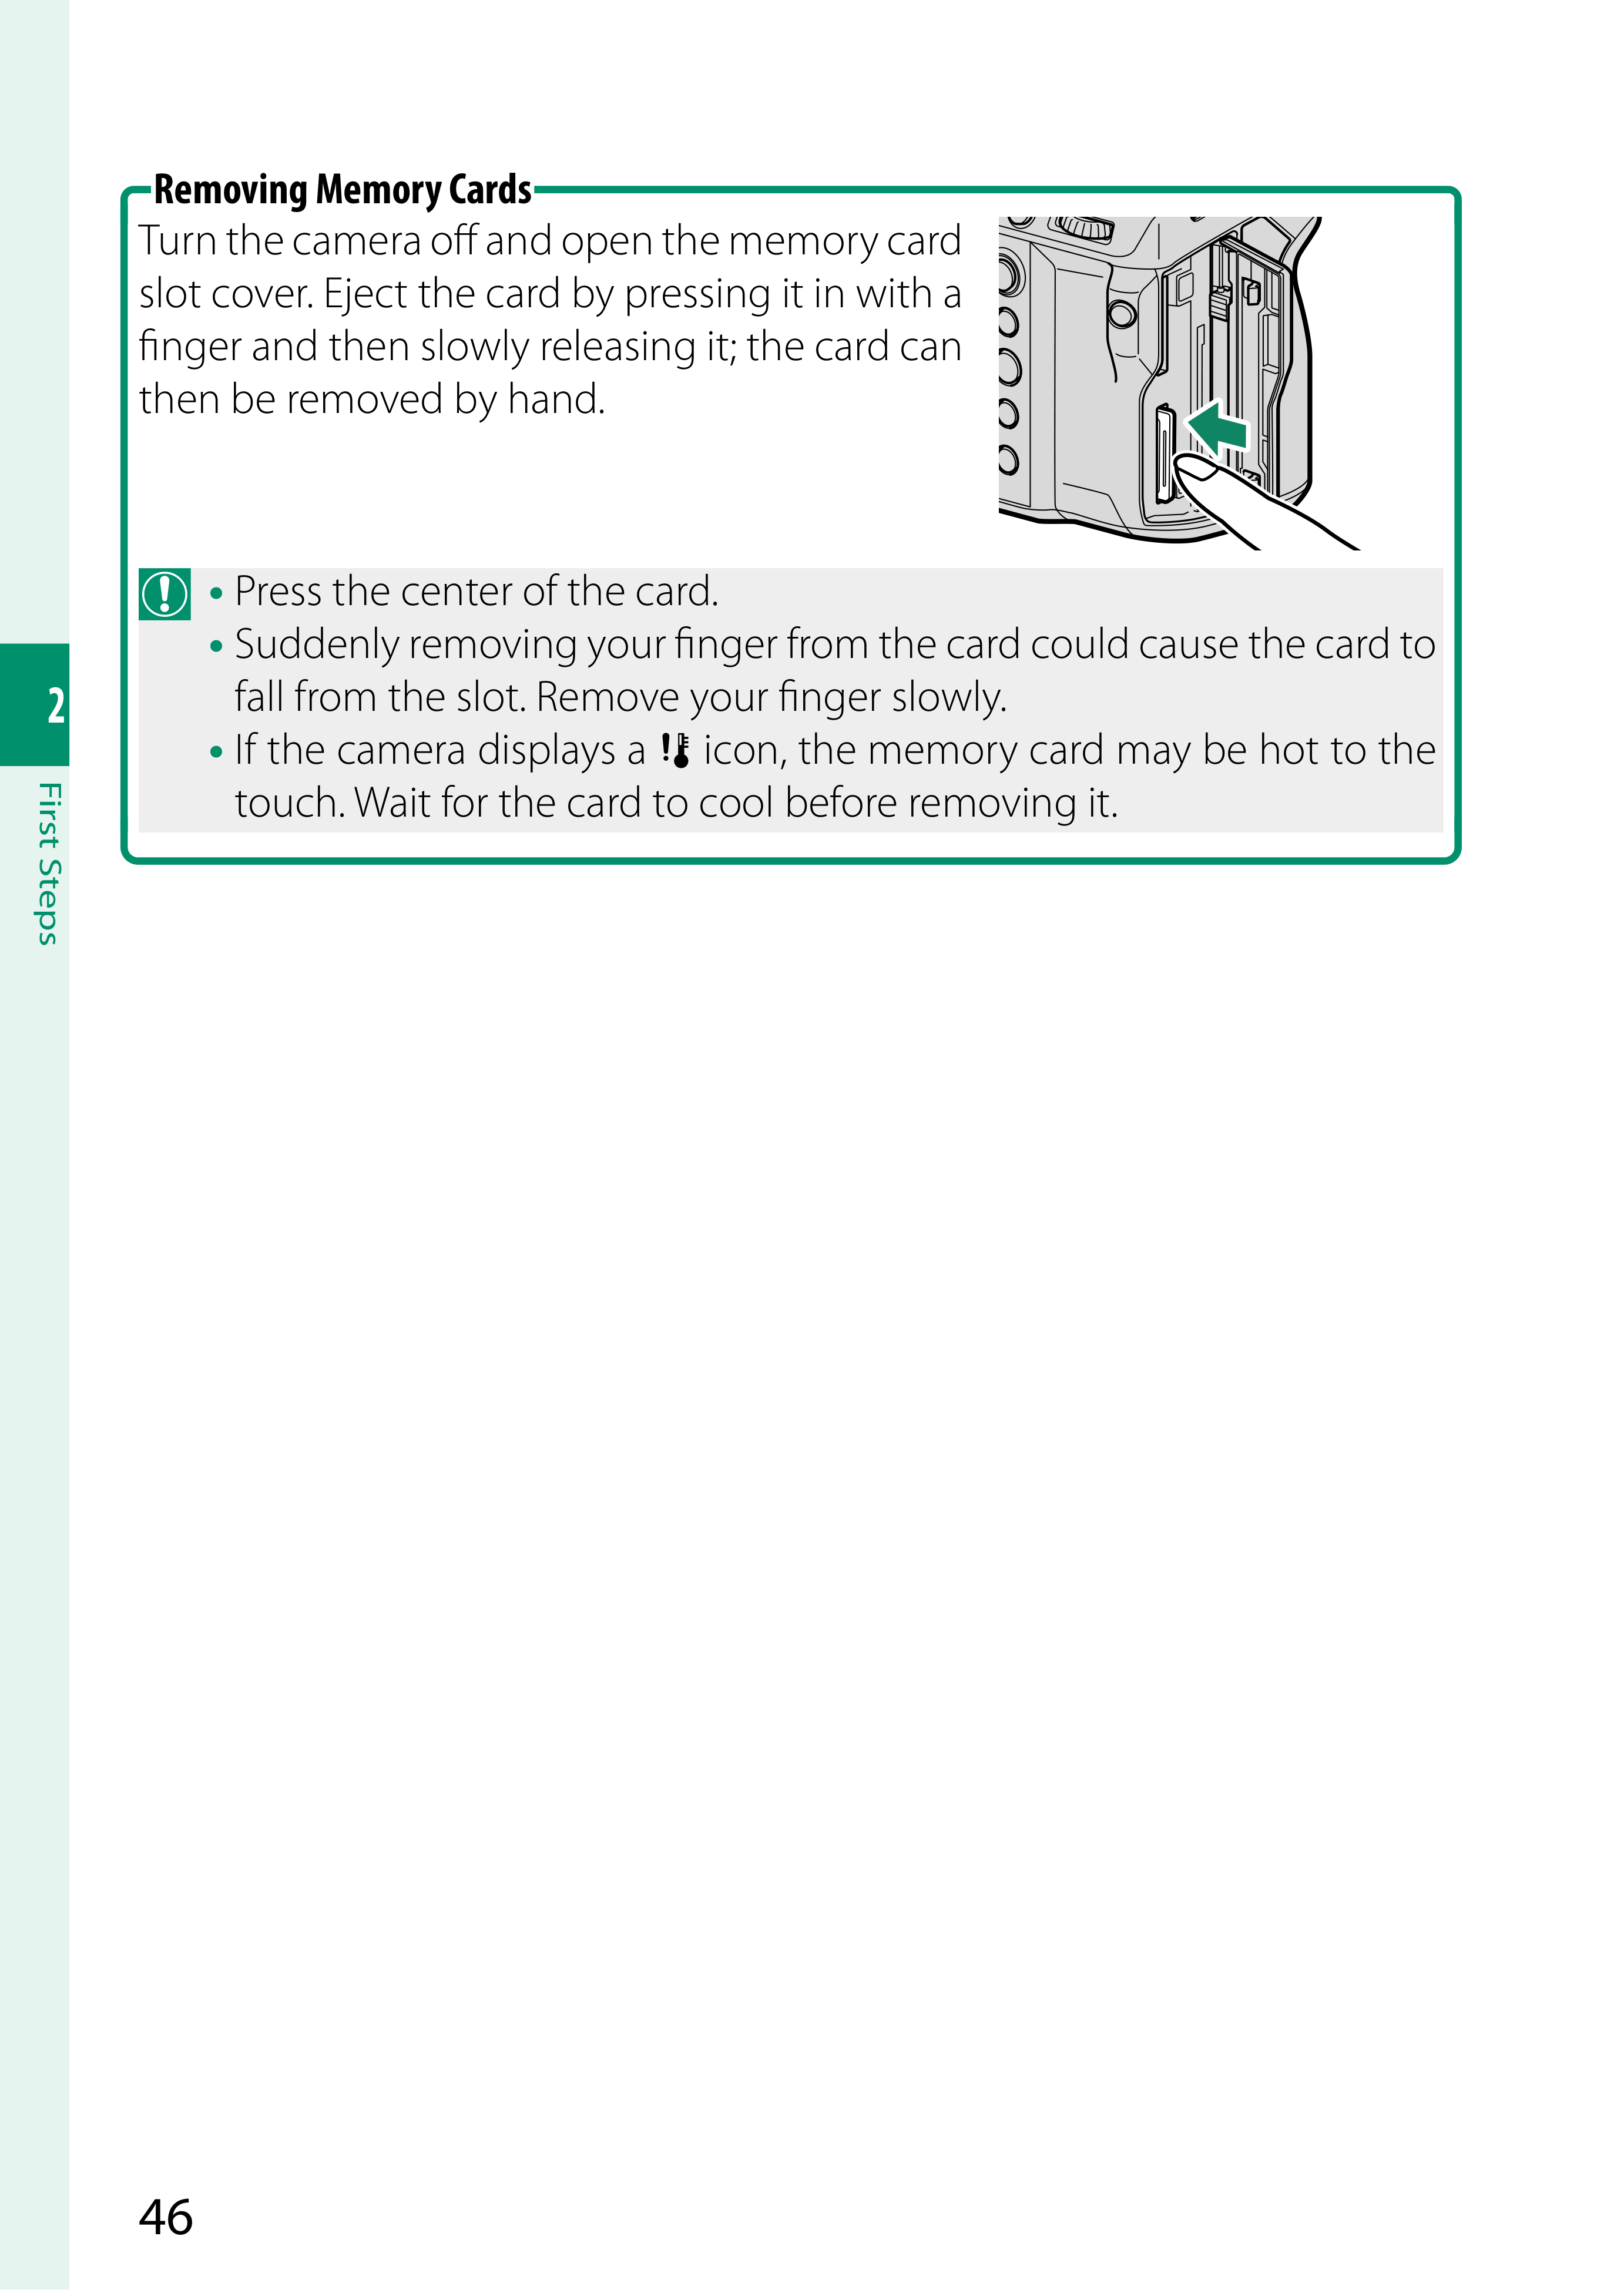 Removing Memory Cards
Turn the camera off and open the memory card
slot cover. Eject the card by pressing it in with a
finger and then slowly releasing it; the card can
then be removed by hand.
• Press the center of the card.
• Suddenly removing your finger from the card could cause the card to
fall from the slot. Remove your finger slowly.
• If the camera displays a icon, the memory card may be hot to the
touch. Wait for the card to cool before removing it.
2
First Steps
46